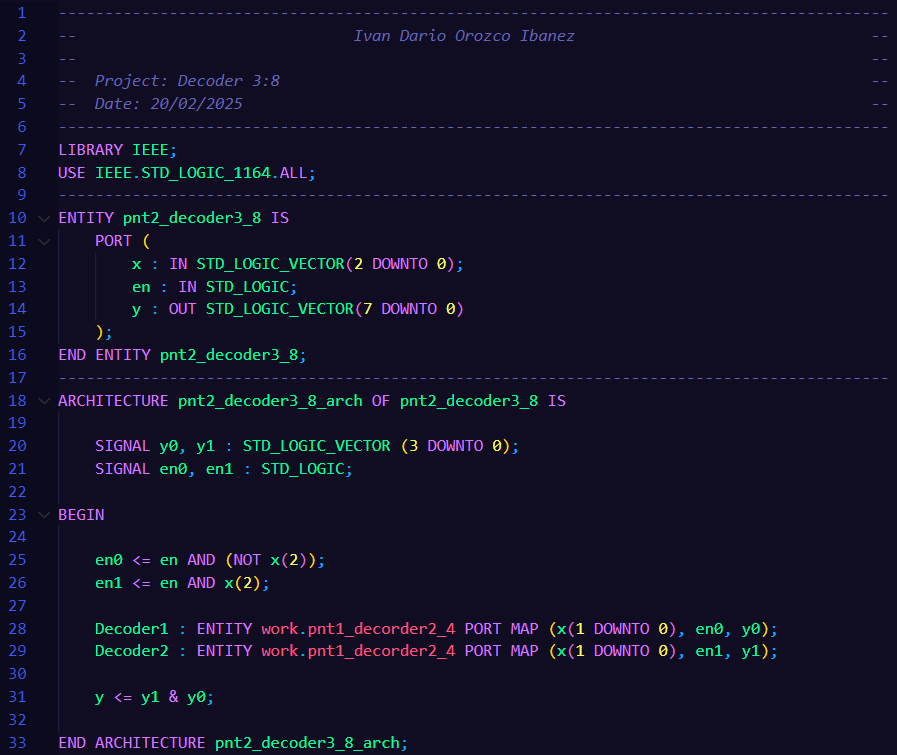 1 ------------------------------------------------------------------------------------------
2 -- Ivan Dario Orozco Ibanez --
3 -- --
4 -- Project: Decoder 3:8 --
5 -- Date: 20/02/2025 --
6 ------------------------------------------------------------------------------------------
7 LIBRARY IEEE;
8 USE IEEE.STD_LOGIC_1164.ALL;
9 ------------------------------------------------------------------------------------------
10 ENTITY pnt2_decoder3_8 IS
11 PORT (
12 x : IN STD_LOGIC_VECTOR(2 DOWNTO 0);
13 en : IN STD_LOGIC;
14 y : OUT STD_LOGIC_VECTOR(7 DOWNTO 0)
15 );
16 END ENTITY pnt2_decoder3_8;
17 ------------------------------------------------------------------------------------------
18 ARCHITECTURE pnt2_decoder3_8_arch OF pnt2_decoder3_8 IS
19
20 SIGNAL y0, y1 : STD_LOGIC_VECTOR (3 DOWNTO 0);
21 SIGNAL en0, en1 : STD_LOGIC;
22
23 BEGIN
24
25 en0 <= en AND (NOT x(2));
26 en1 <= en AND x(2);
27
28 Decoder1 : ENTITY work.pnt1_decorder2_4 PORT MAP (x(1 DOWNTO 0), en0, y0);
29 Decoder2 : ENTITY work.pnt1_decorder2_4 PORT MAP (x(1 DOWNTO 0), en1, y1);
30
31 y <= y1 & y0;
32
33 END ARCHITECTURE pnt2_decoder3_8_arch;